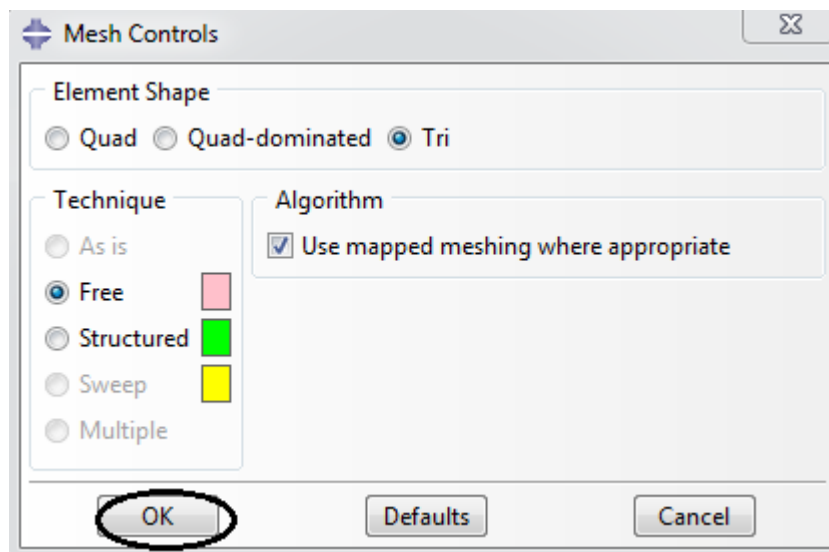 Mesh Controls
Element Shape
Quad Quad-dominated Tri
Technique
As is
Free
Structured
Sweep
Multiple
Algorithm
Use mapped meshing where appropriate
OK Defaults Cancel